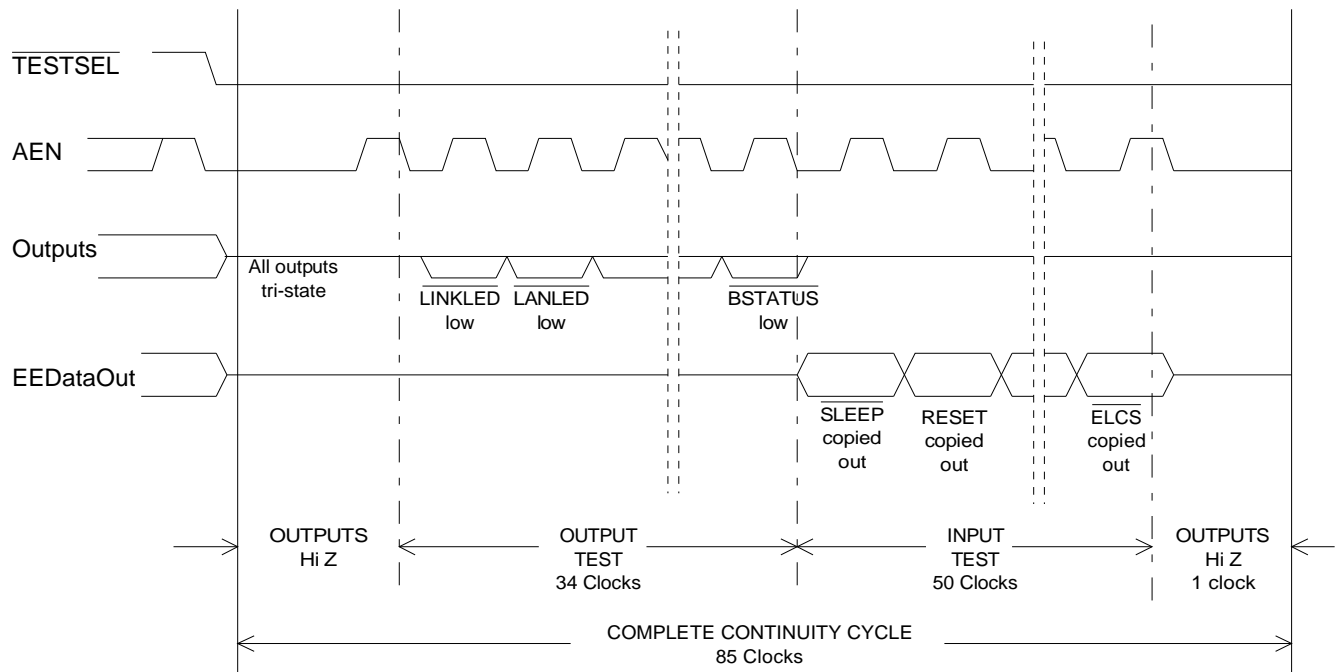 TESTSEL
AEN
Outputs
All outputs
tri-state
LINKLED
low
LANLED
low
BSTATUS
low
EEDataOut
SLEEP
copied
out
RESET
copied
out
ELCS
copied
out
OUTPUTS
Hi Z
OUTPUT
TEST
34 Clocks
INPUT
TEST
50 Clocks
OUTPUTS
Hi Z
1 clock
COMPLETE CONTINUITY CYCLE
85 Clocks